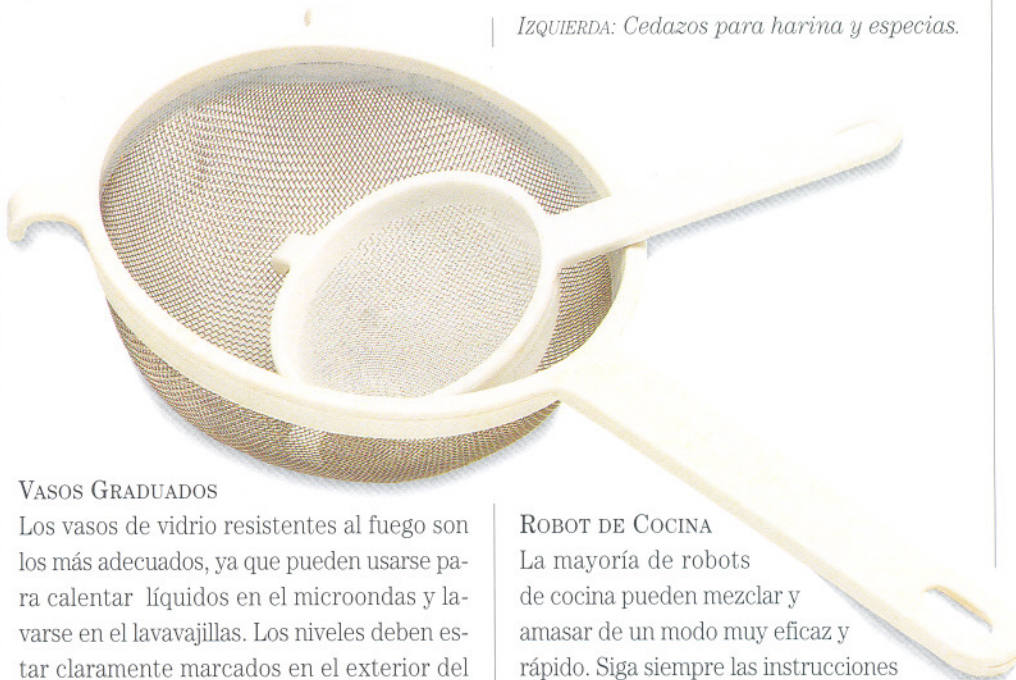 IZQUIERDA: Cedazos para harina y especias.
VASOS GRADUADOS
Los vasos de vidrio resistentes al fuego son
los más adecuados, ya que pueden usarse pa-
ra calentar líquidos en el microondas y la-
varse en el lavavajillas. Los niveles deben es-
tar claramente marcados en el exterior del
ROBOT DE COCINA
La mayoría de robots
de cocina pueden mezclar y
amasar de un modo muy eficaz y
rápido. Siga siempre las instrucciones